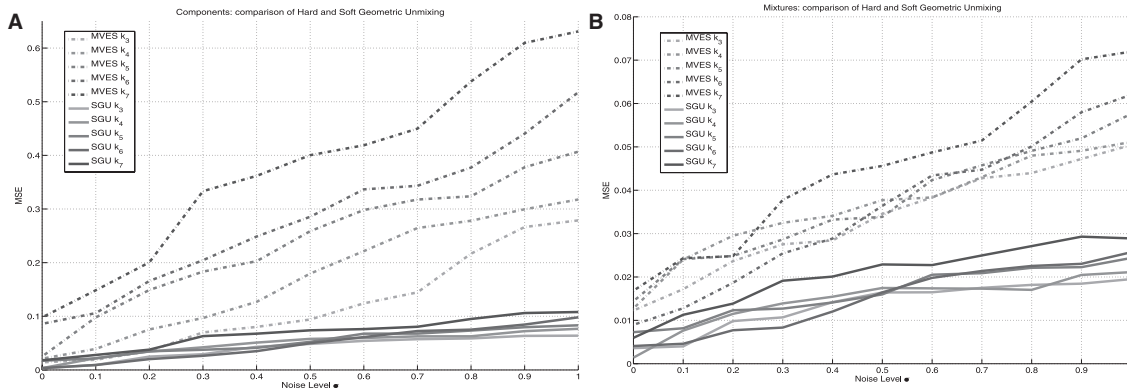 A
Components: comparison of Hard and Soft Geometric Unmixing
MVES k3
MVES k4
MVES k5
MVES k6
MVES k7
SGU k3
SGU k4
SGU k5
SGU k6
SGU k7
MSE
0.6
0.5
0.4
0.3
0.2
0.1
0
0
0.1
0.2
0.3
0.4
0.5
0.6
0.7
0.8
0.9
1
Noise Level σ
B
Mixtures: comparison of Hard and Soft Geometric Unmixing
MVES k3
MVES k4
MVES k5
MVES k6
MVES k7
SGU k3
SGU k4
SGU k5
SGU k6
SGU k7
MSE
0.08
0.07
0.06
0.05
0.04
0.03
0.02
0.01
0
0
0.1
0.2
0.3
0.4
0.5
0.6
0.7
0.8
0.9
Noise Level σ